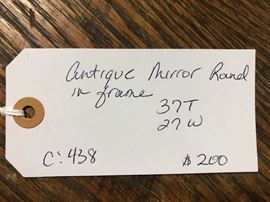 Antique Mirror Round
in frame
37T
27W
C: 438
$200